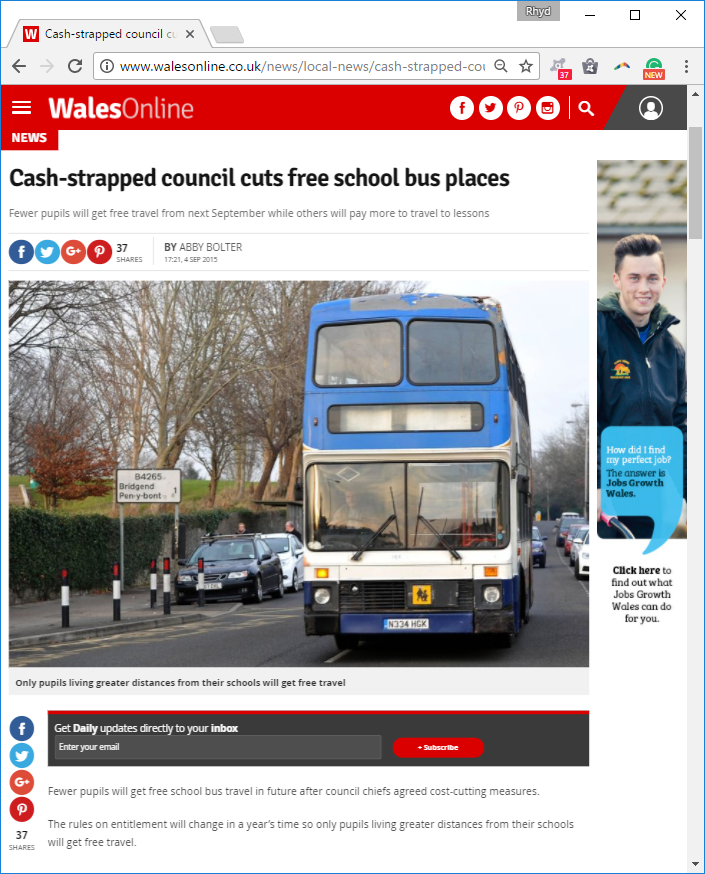 Rhyd
Cash-strapped council cu
www.walesonline.co.uk/news/local-news/cash-strapped-cou
37
NEW
WalesOnline
NEWS
Cash-strapped council cuts free school bus places
Fewer pupils will get free travel from next September while others will pay more to travel to lessons
37
SHARES
BY ABBY BOLTER
17:21, 4 SEP 2015
B4265
Bridgend
Pen-y-bont 1
N334 HGK
Only pupils living greater distances from their schools will get free travel
How did I find
my perfect job?
The answer is
Jobs Growth
Wales.
Click here to
find out what
Jobs Growth
Wales can do
for you.
Get Daily updates directly to your inbox
Enter your email
+ Subscribe
Fewer pupils will get free school bus travel in future after council chiefs agreed cost-cutting measures.
The rules on entitlement will change in a year's time so only pupils living greater distances from their schools
will get free travel.
37
SHARES